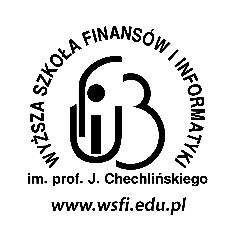 WYŻSZA SZKOŁA FINANSÓW I INFORMATYKI
im. prof. J. Chechlińskiego
www.wsfi.edu.pl